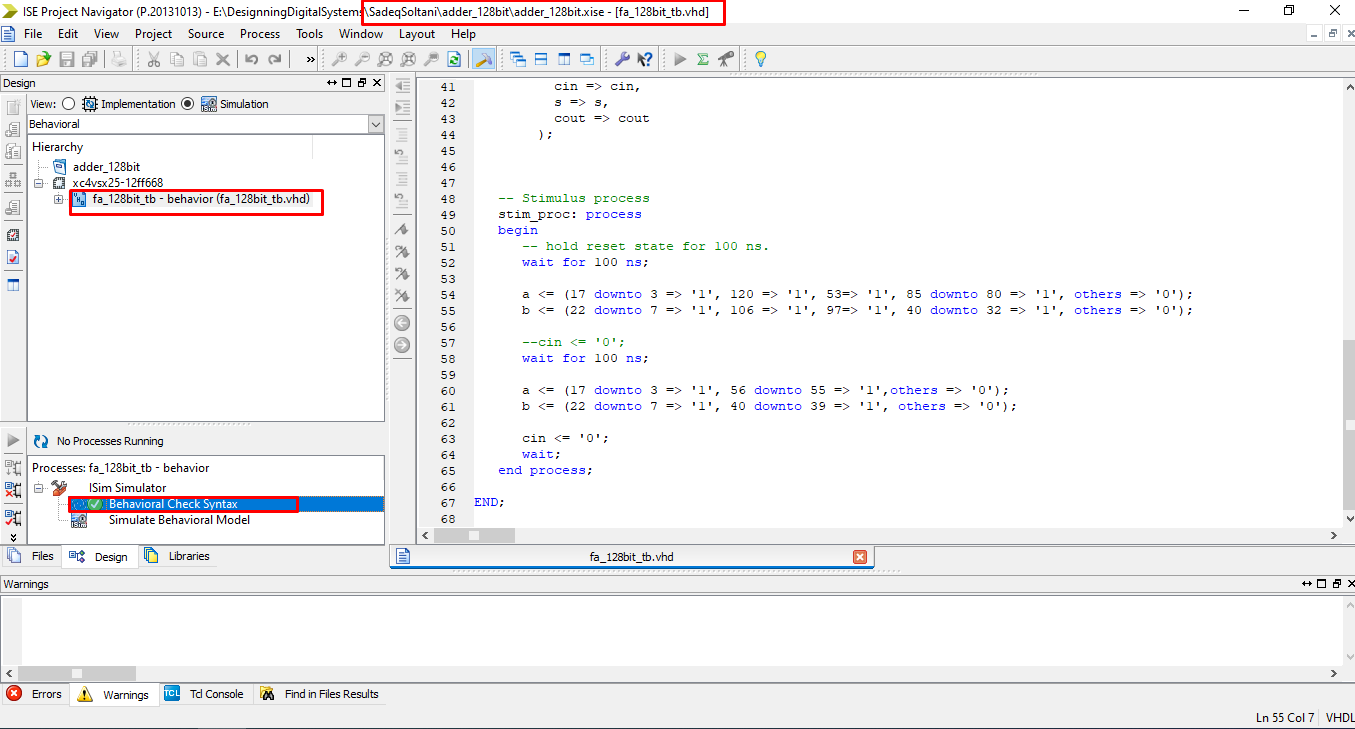 ISE Project Navigator (P.20131013) - E:\DesignningDigitalSystems\SadeqSoltani\adder_128bit\adder_128bit.xise - [fa_128bit_tb.vhd]
File Edit View Project Source Process Tools Window Layout Help
»
Design
View: Implementation Simulation
Behavioral
Hierarchy
adder_128bit
xc4vsx25-12ff668
fa_128bit_tb - behavior (fa_128bit_tb.vhd)
No Processes Running
Processes: fa_128bit_tb - behavior
ISim Simulator
Behavioral Check Syntax
Simulate Behavioral Model
Files Design Libraries
41 cin => cin,
42 s => s,
43 cout => cout
44 );
45
46
47
48 -- Stimulus process
49 stim_proc: process
50 begin
51 -- hold reset state for 100 ns.
52 wait for 100 ns;
53
54 a <= (17 downto 3 => '1', 120 => '1', 53=> '1', 85 downto 80 => '1', others => '0');
55 b <= (22 downto 7 => '1', 106 => '1', 97=> '1', 40 downto 32 => '1', others => '0');
56
57 --cin <= '0';
58 wait for 100 ns;
59
60 a <= (17 downto 3 => '1', 56 downto 55 => '1',others => '0');
61 b <= (22 downto 7 => '1', 40 downto 39 => '1', others => '0');
62
63 cin <= '0';
64 wait;
65 end process;
66
67 END;
68
fa_128bit_tb.vhd
Warnings
Errors Warnings TCL Tcl Console Find in Files Results
Ln 55 Col 7 VHDL